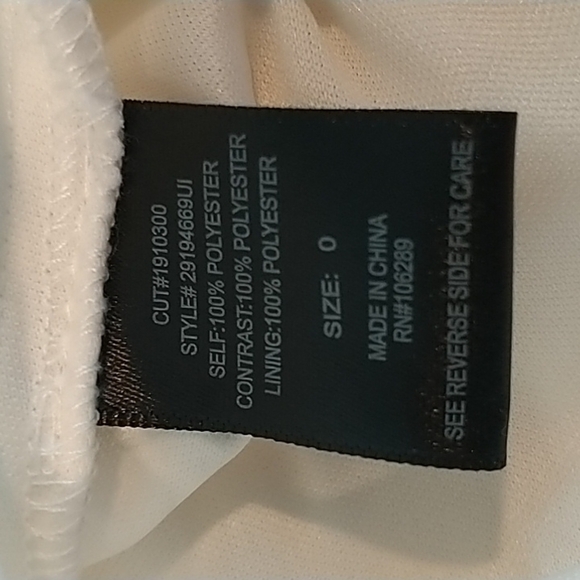 CUT#1910300
STYLE# 29194669UI
SELF:100% POLYESTER
CONTRAST:100% POLYESTER
LINING:100% POLYESTER
SIZE: 0
MADE IN CHINA
RN#106289
SEE REVERSE SIDE FOR CARE